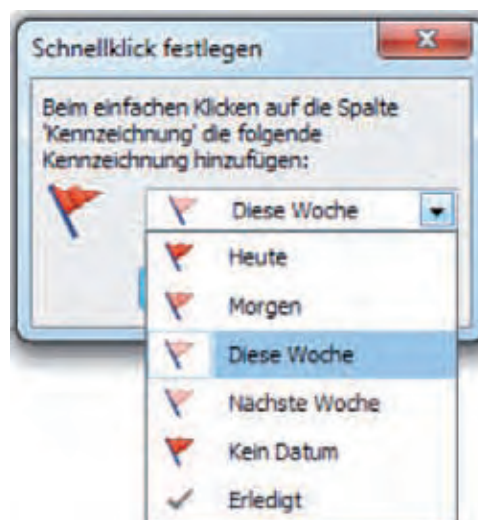 Schnellklick festlegen
Beim einfachen Klicken auf die Spalte
'Kennzeichnung' die folgende
Kennzeichnung hinzufügen:
Diese Woche
Heute
Morgen
Diese Woche
Nächste Woche
Kein Datum
Erledigt